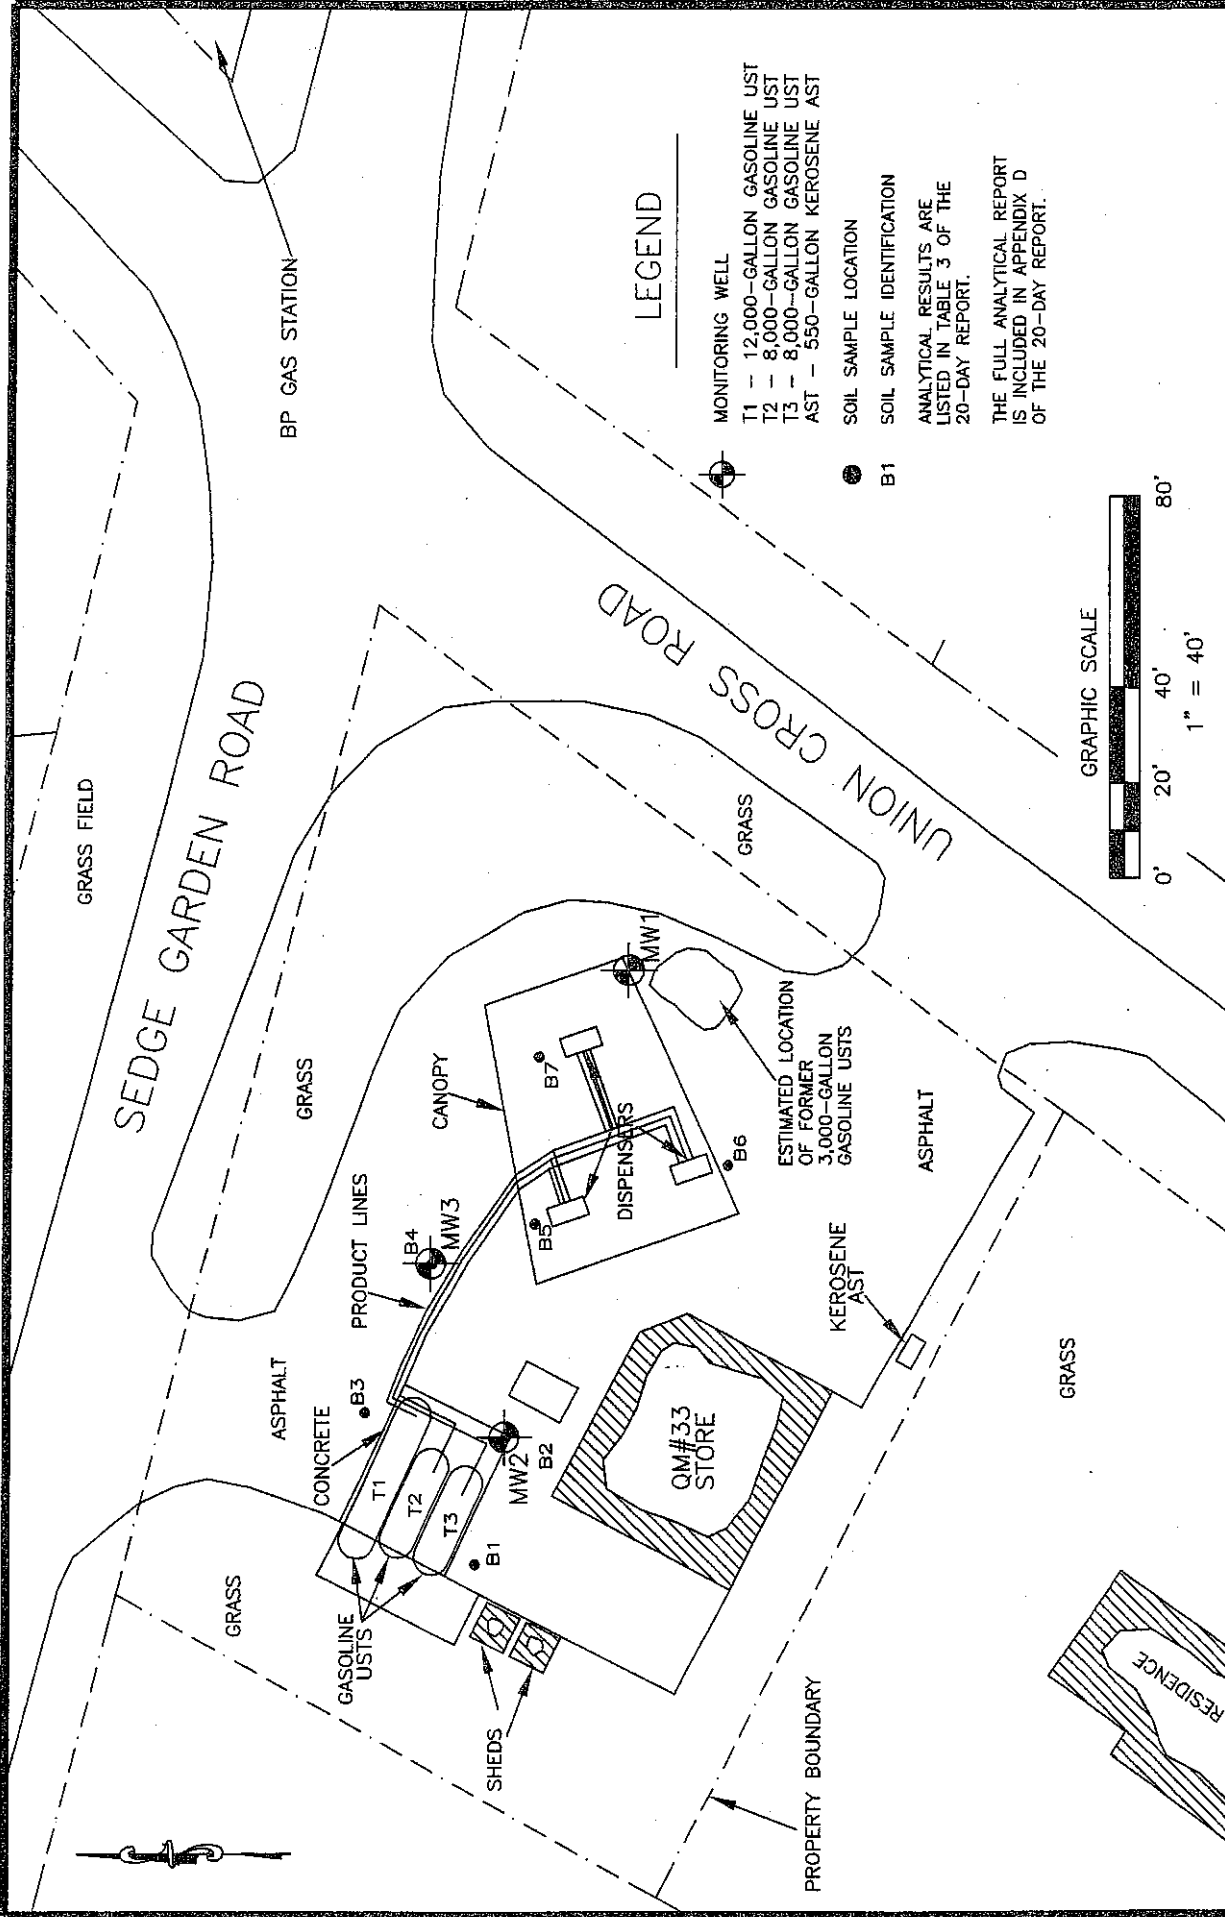 GRASS FIELD
SEDGE GARDEN ROAD
BP GAS STATION
GRASS
ASPHALT
CONCRETE
GRASS
GASOLINE
USTS
SHEDS
T1
T2
T3
B1
B2
MW2
B3
B4
MW3
PRODUCT LINES
CANOPY
B5
B7
DISPENSERS
B6
MW1
ESTIMATED LOCATION
OF FORMER
3,000-GALLON
GASOLINE USTS
QM#33
STORE
KEROSENE
AST
ASPHALT
GRASS
UNION CROSS ROAD
GRASS
PROPERTY BOUNDARY
RESIDENCE
LEGEND
MONITORING WELL
T1 -- 12,000-GALLON GASOLINE UST
T2 - 8,000-GALLON GASOLINE UST
T3 -- 8,000-GALLON GASOLINE UST
AST - 550-GALLON KEROSENE AST
SOIL SAMPLE LOCATION
B1 SOIL SAMPLE IDENTIFICATION
ANALYTICAL RESULTS ARE
LISTED IN TABLE 3 OF THE
20-DAY REPORT.
THE FULL ANALYTICAL REPORT
IS INCLUDED IN APPENDIX D
OF THE 20-DAY REPORT.
GRAPHIC SCALE
0' 20' 40' 80'
1" = 40'